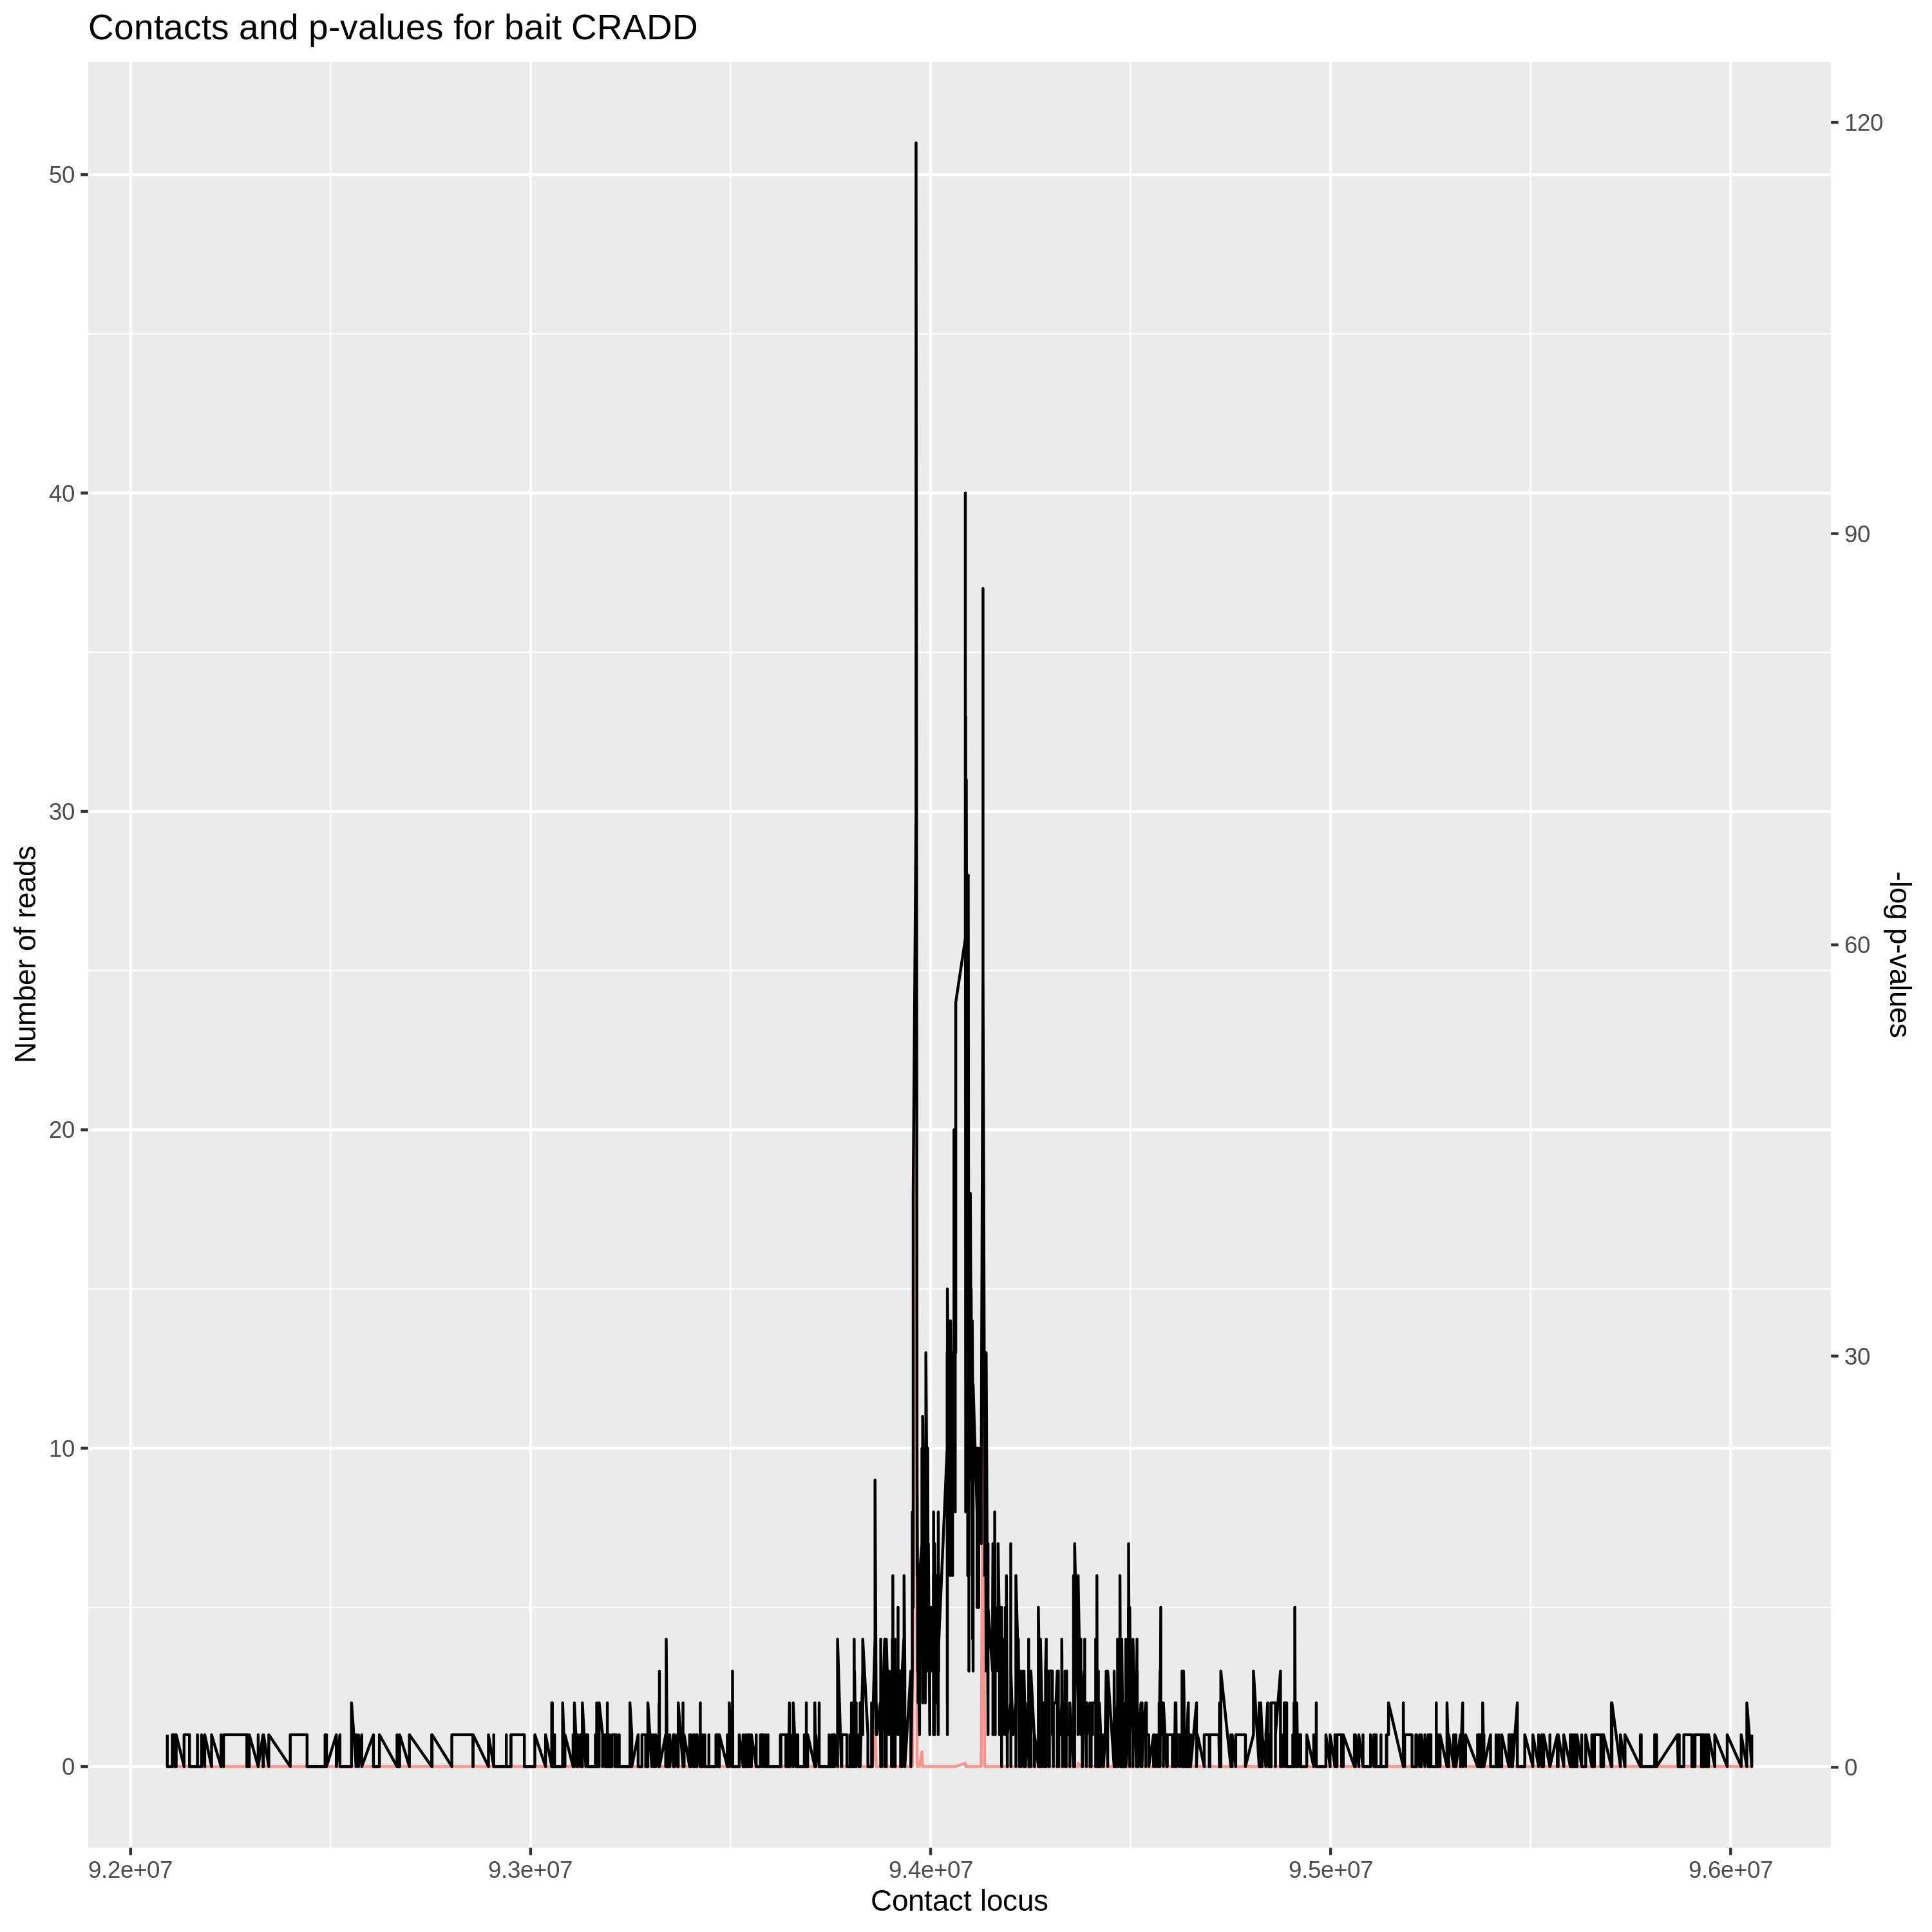 Contacts and p-values for bait CRADD
50
40
30
20
10
0
120
90
60
30
0
Number of reads
-log p-values
9.2e+07
9.3e+07
9.4e+07
9.5e+07
9.6e+07
Contact locus